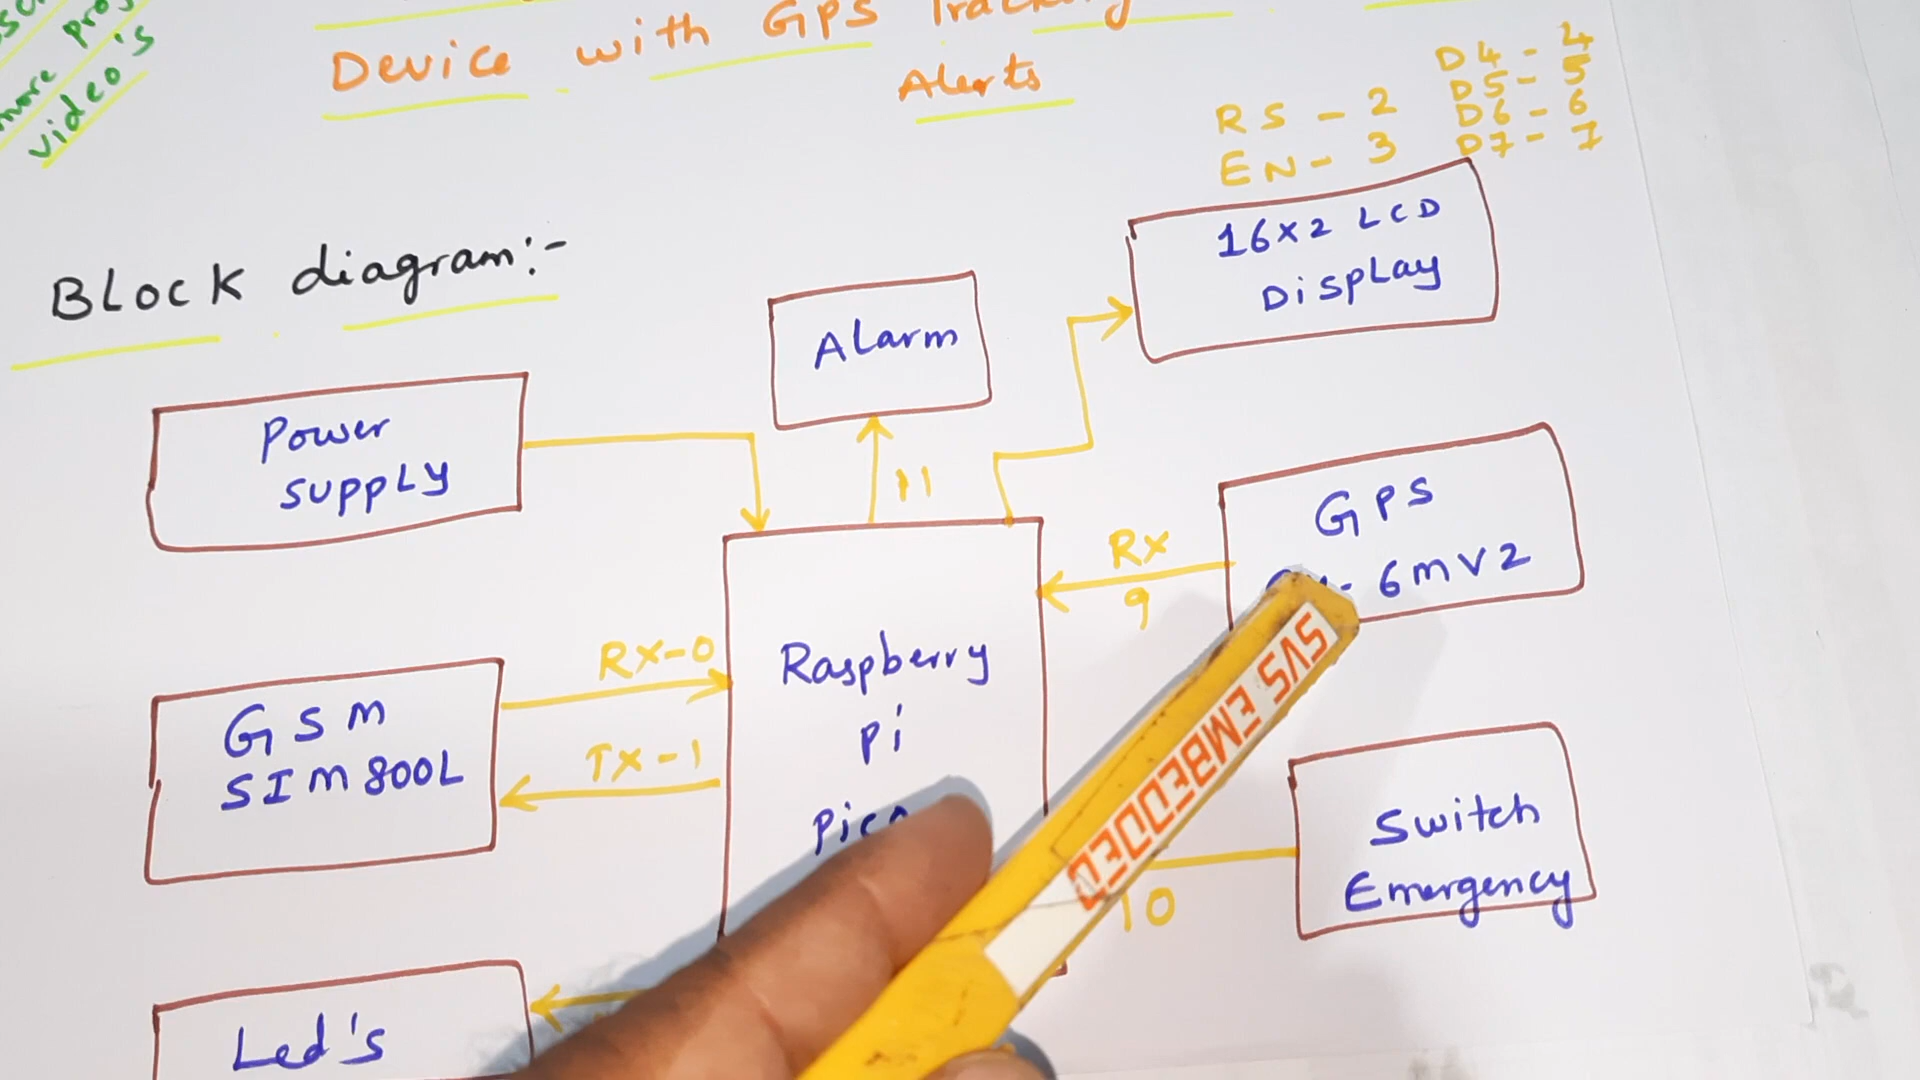 more
video's
Device with GPS Tracking
Alerts
RS - 2
EN - 3
D4 - 4
D5 - 5
D6 - 6
D7 - 7
Block diagram:-
16x2 LCD
Display
Alarm
Power
supply
11
GPS
6mV2
Rx
9
Raspberry
Pi
GSm
SIm800L
RX-0
TX-1
SVS EMBEDDED
10
Switch
Emergency
Led's